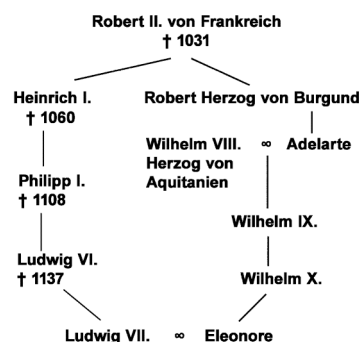 Robert II. von Frankreich
† 1031
Heinrich I.
† 1060
Robert Herzog von Burgund
Wilhelm VIII. ∞ Adelarte
Herzog von
Aquitanien
Philipp I.
† 1108
Wilhelm IX.
Ludwig VI.
† 1137
Wilhelm X.
Ludwig VII. ∞ Eleonore